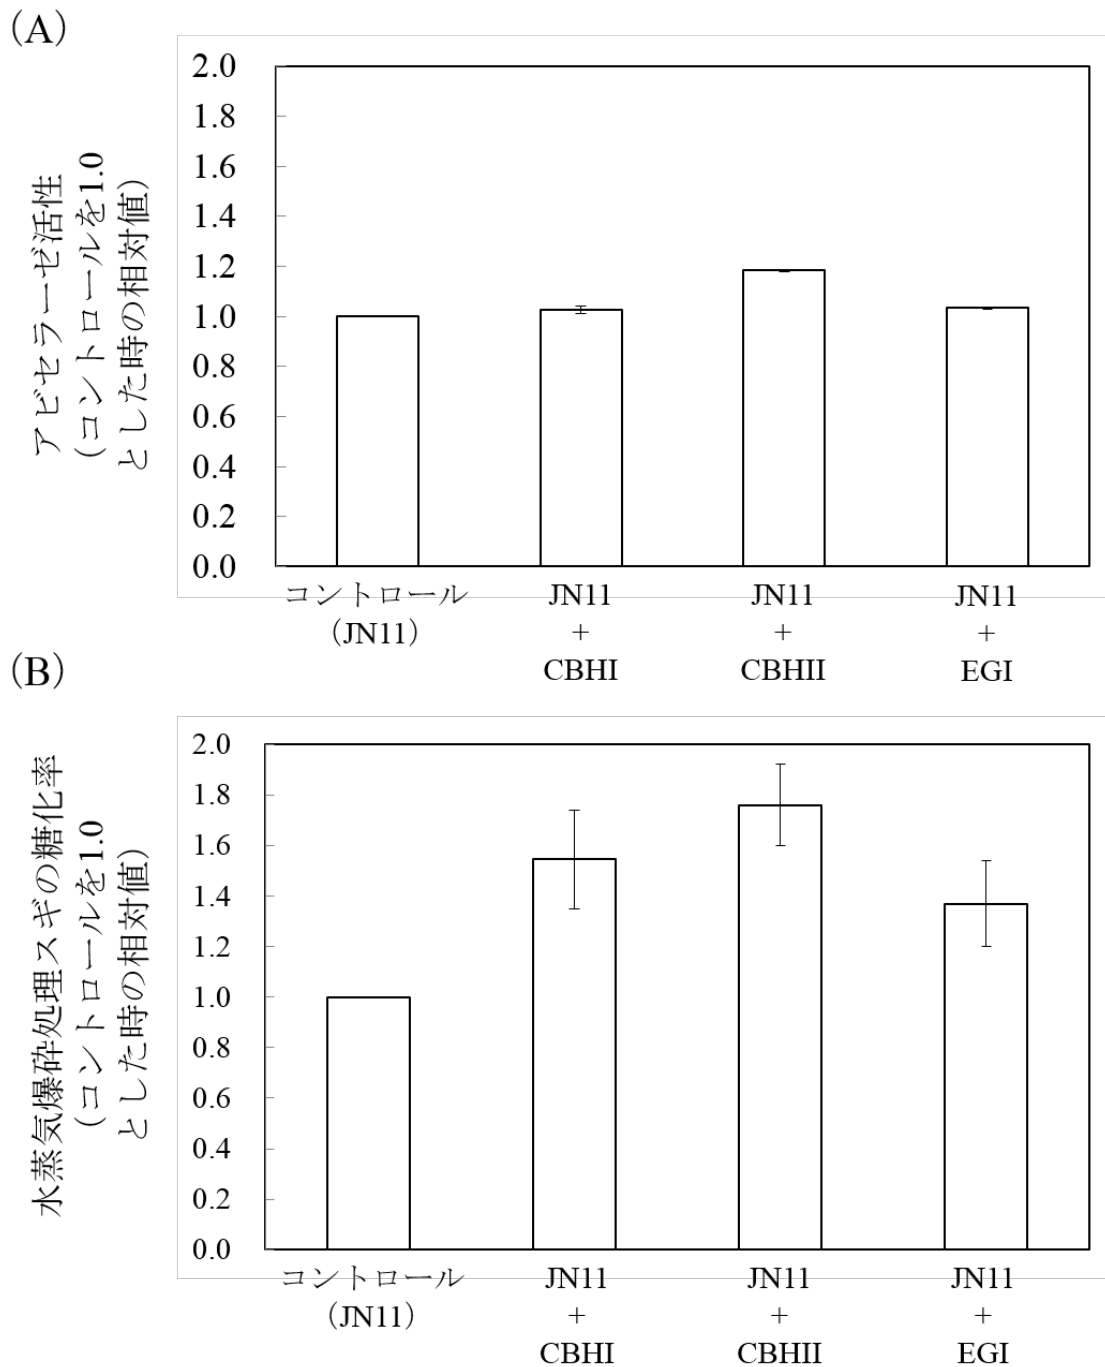 (A)
アビセラーゼ活性
(コントロールを1.0
とした時の相対値)
2.0
1.8
1.6
1.4
1.2
1.0
0.8
0.6
0.4
0.2
0.0
コントロール
(JN11)
JN11
+
CBHI
JN11
+
CBHII
JN11
+
EGI
(B)
水蒸気爆砕処理スギの糖化率
(コントロールを1.0
とした時の相対値)
2.0
1.8
1.6
1.4
1.2
1.0
0.8
0.6
0.4
0.2
0.0
コントロール
(JN11)
JN11
+
CBHI
JN11
+
CBHII
JN11
+
EGI